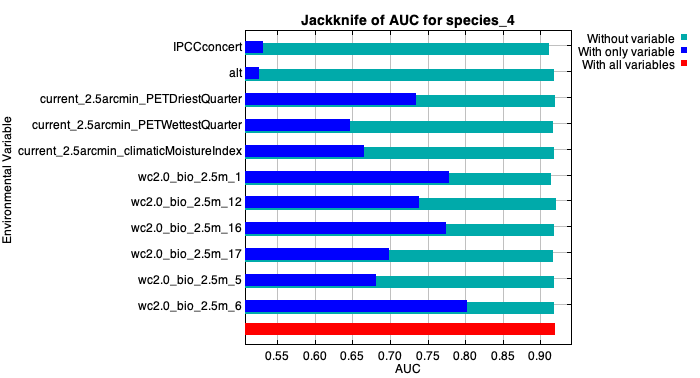 Jackknife of AUC for species_4
Without variable
With only variable
With all variables
Environmental Variable
IPCCconcert
alt
current_2.5arcmin_PETDriestQuarter
current_2.5arcmin_PETWettestQuarter
current_2.5arcmin_climaticMoistureIndex
wc2.0_bio_2.5m_1
wc2.0_bio_2.5m_12
wc2.0_bio_2.5m_16
wc2.0_bio_2.5m_17
wc2.0_bio_2.5m_5
wc2.0_bio_2.5m_6
0.55 0.60 0.65 0.70 0.75 0.80 0.85 0.90
AUC